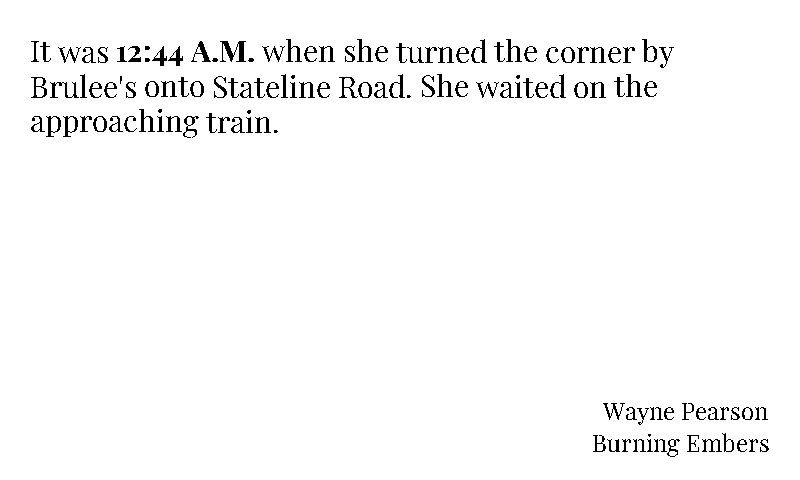 It was 12:44 A.M. when she turned the corner by
Brulee's onto Stateline Road. She waited on the
approaching train.
Wayne Pearson
Burning Embers